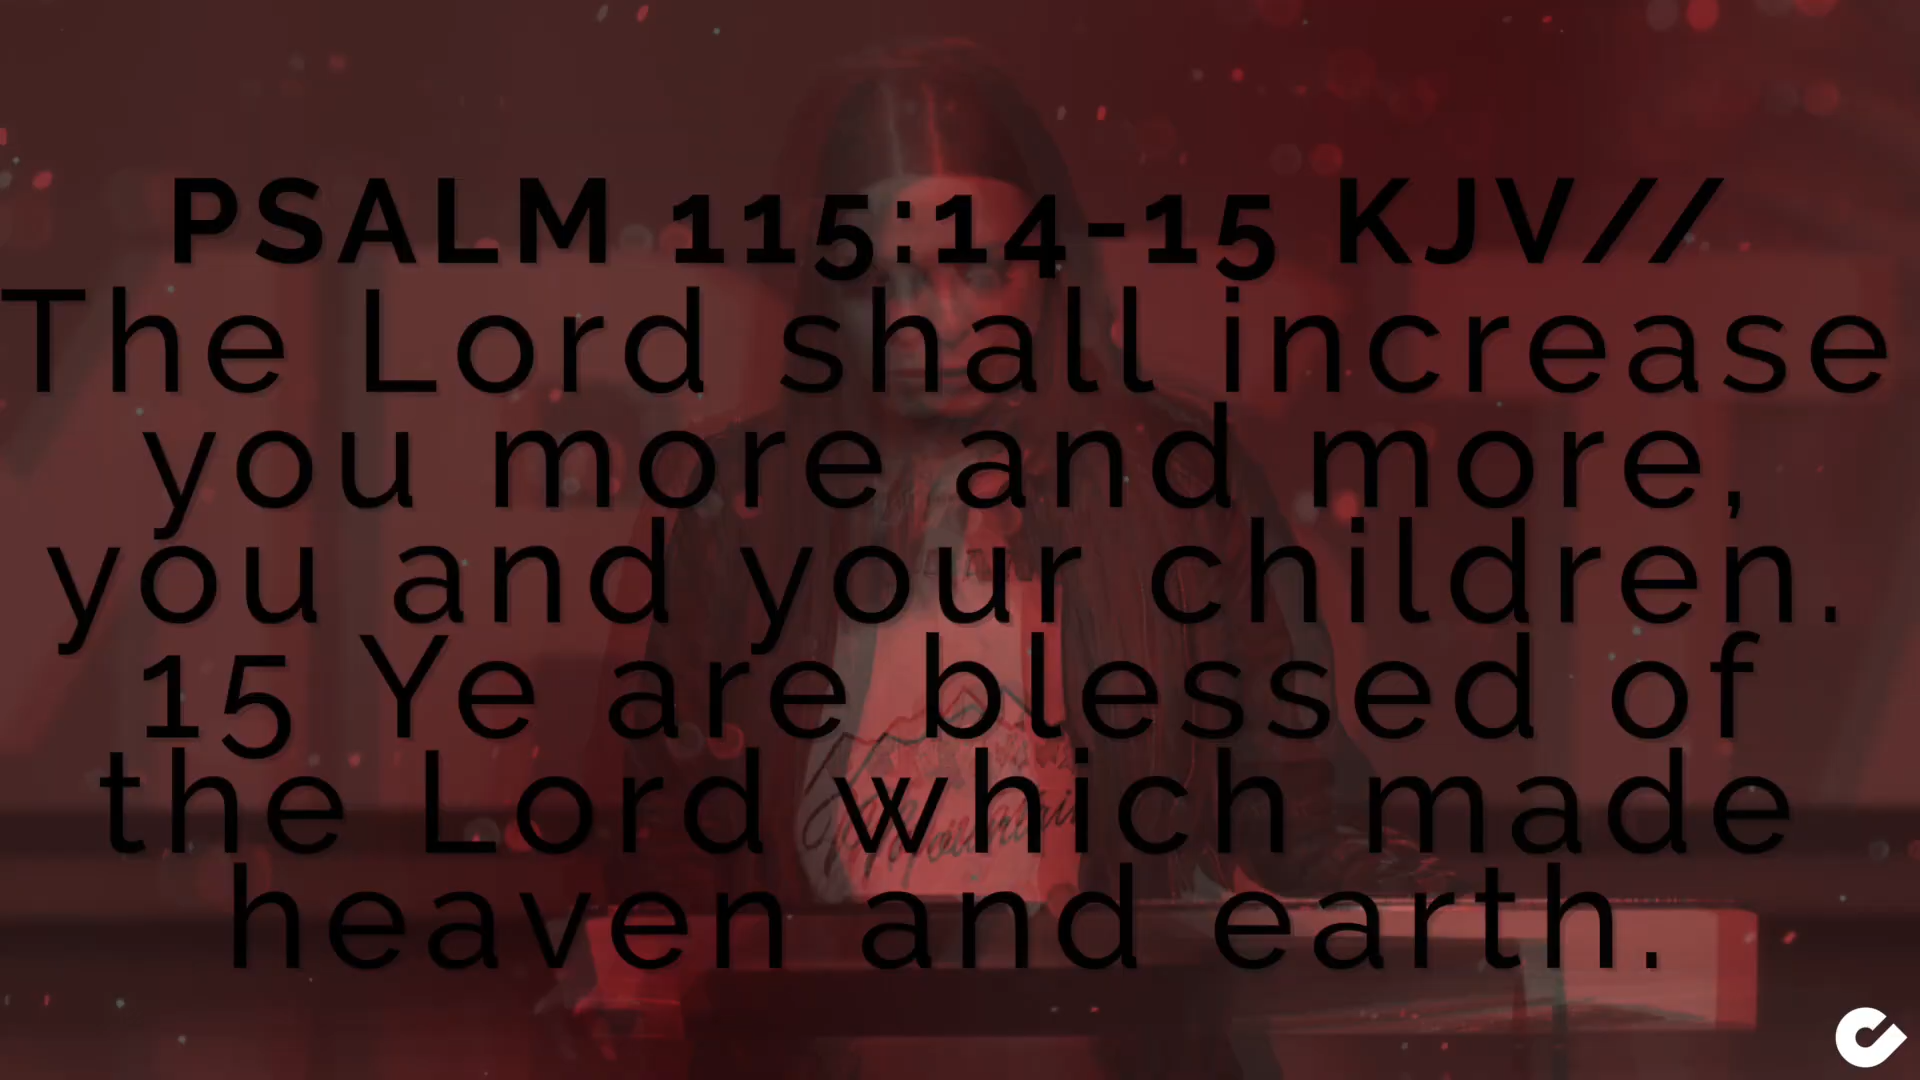 PSALM 115:14-15 KJV//
The Lord shall increase
you more and more,
you and your children.
15 Ye are blessed of
the Lord which made
heaven and earth.